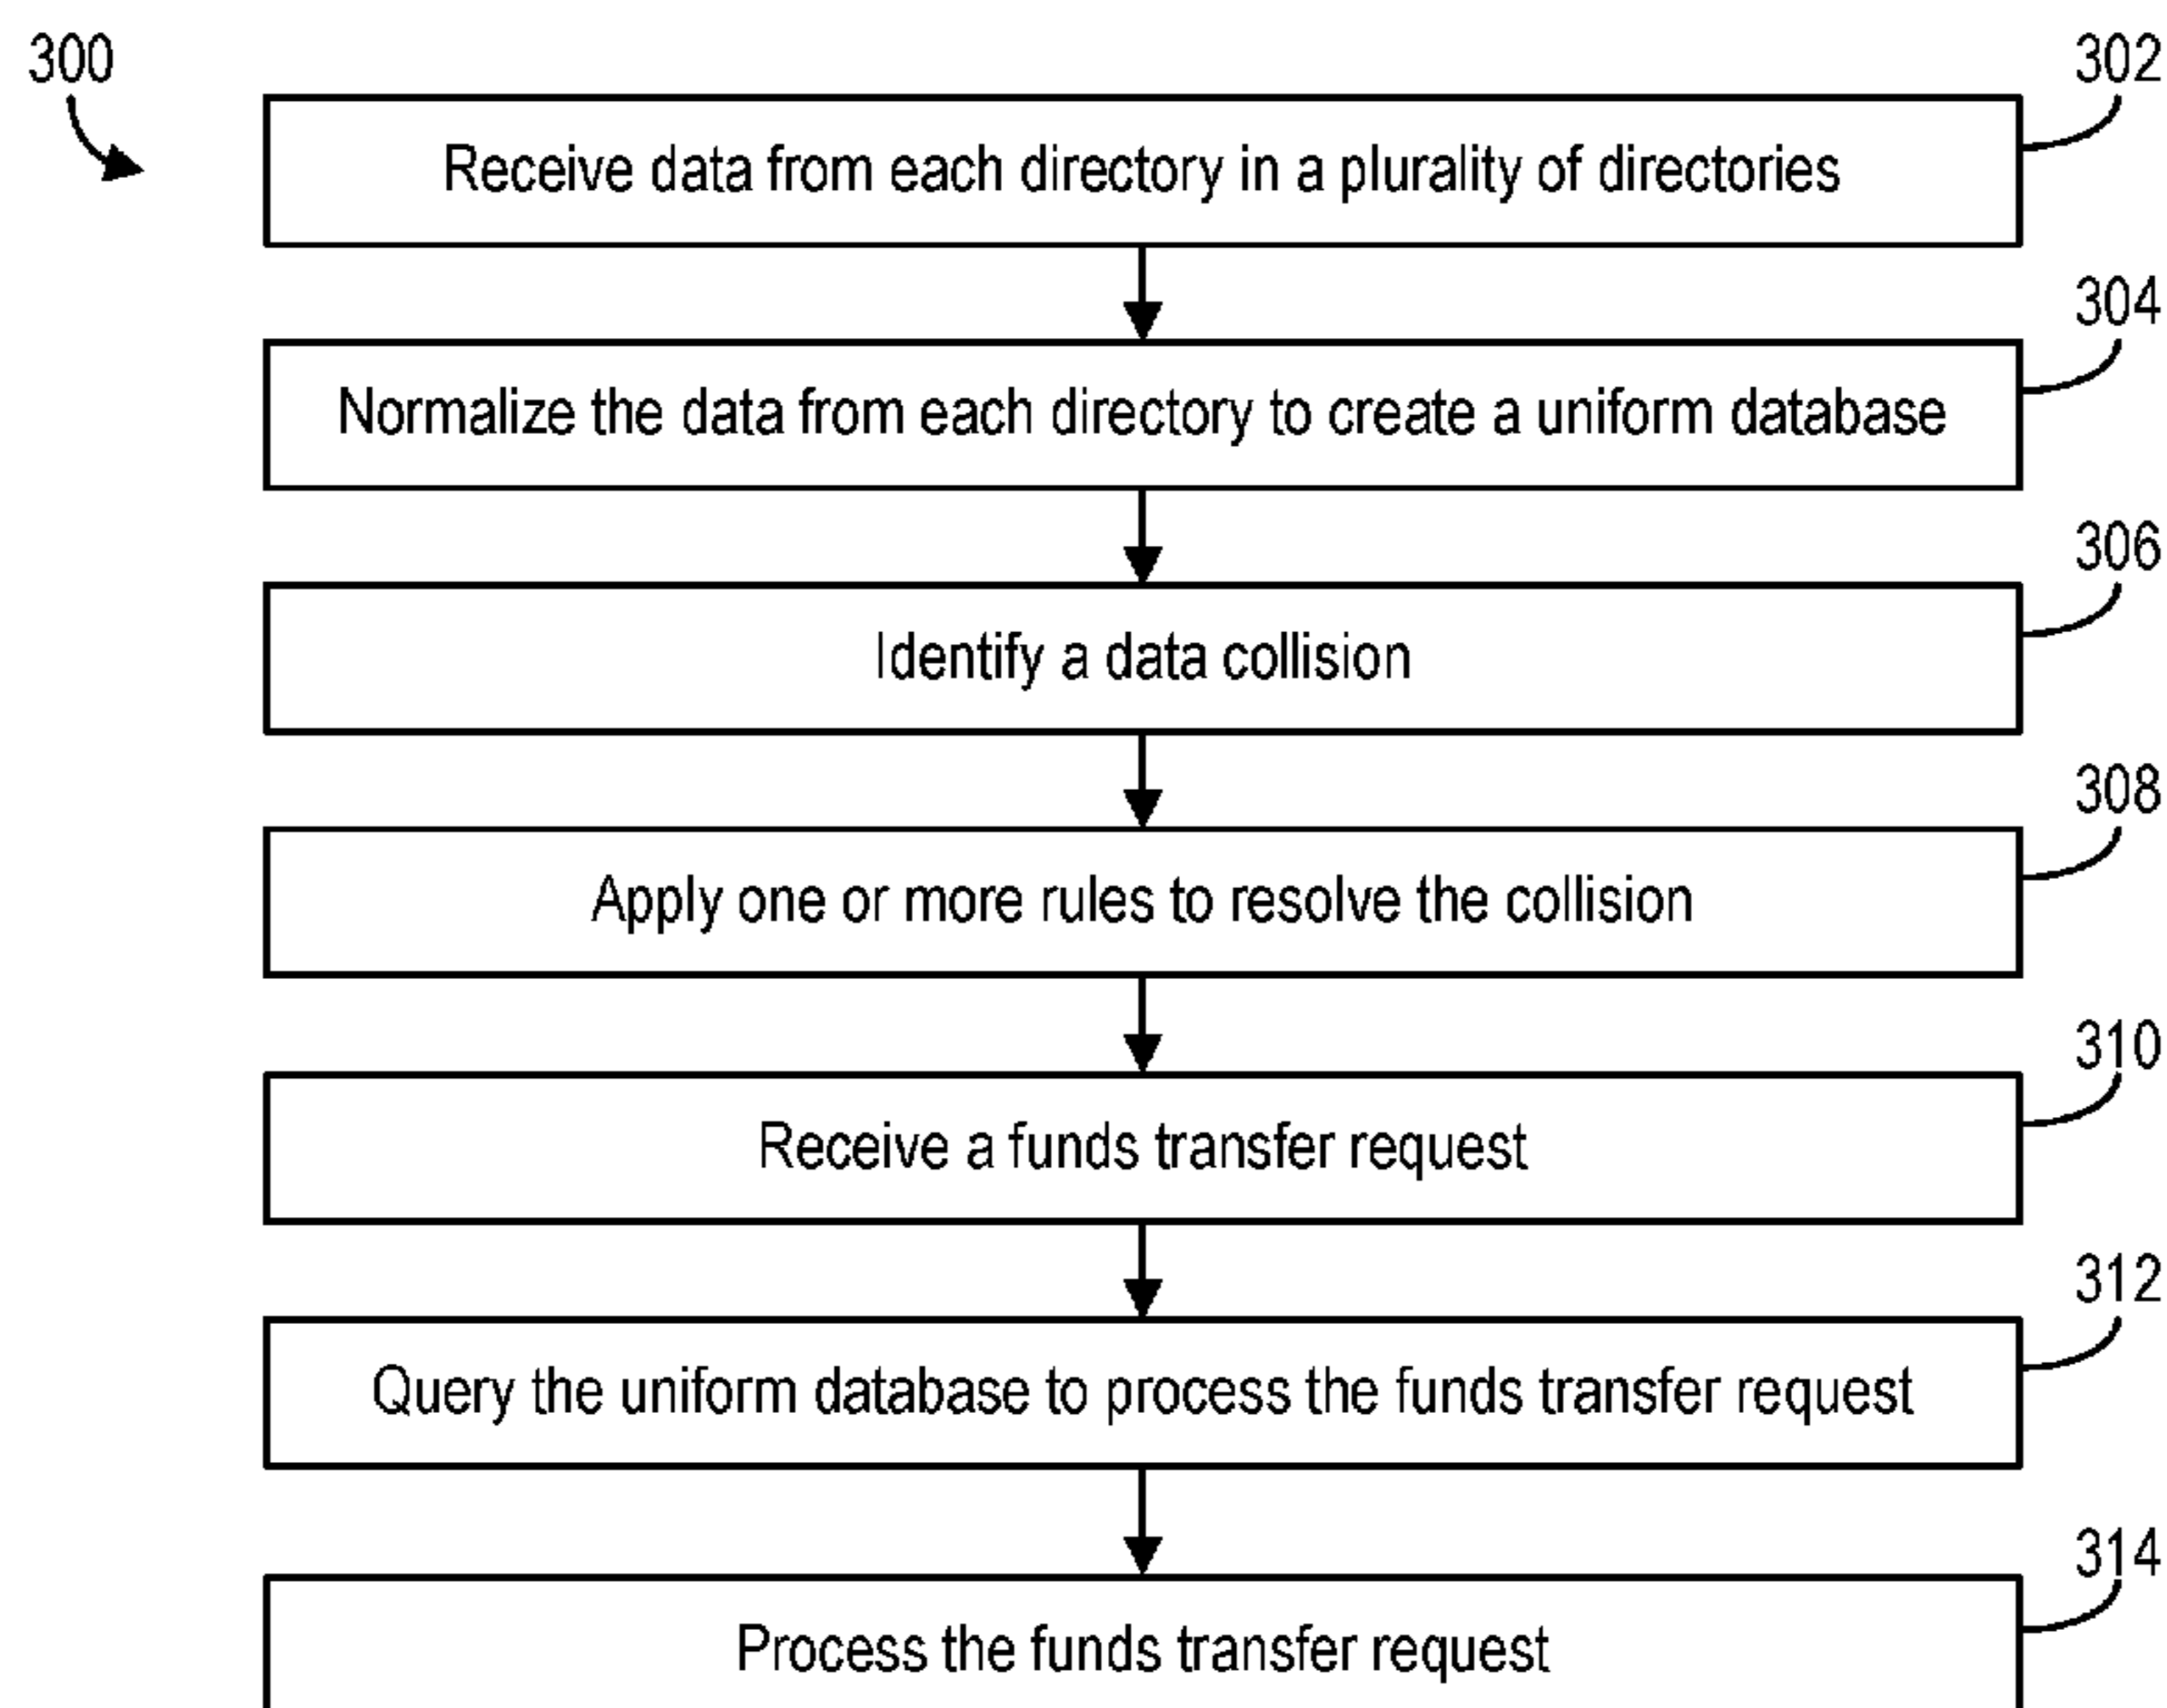 300
302
Receive data from each directory in a plurality of directories
304
Normalize the data from each directory to create a uniform database
306
Identify a data collision
308
Apply one or more rules to resolve the collision
310
Receive a funds transfer request
312
Query the uniform database to process the funds transfer request
314
Process the funds transfer request